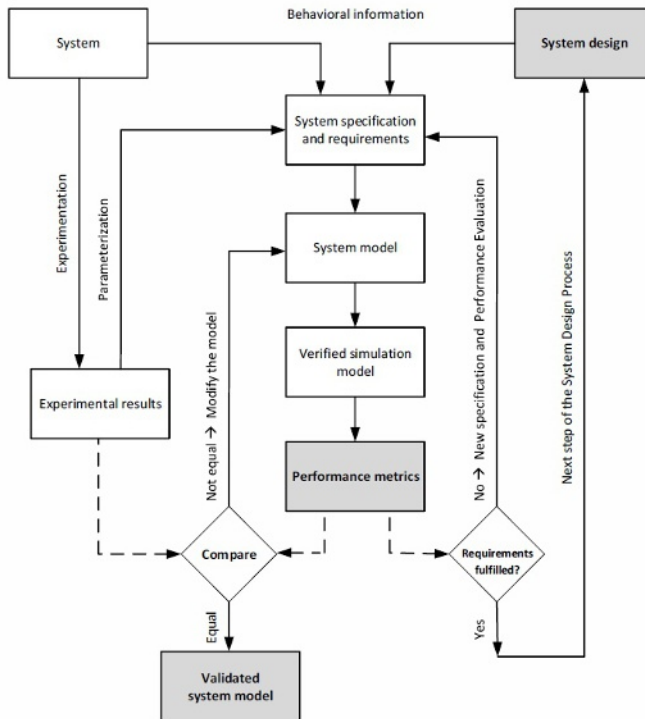 Behavioral information
System
System design
System specification
and requirements
Experimentation
Parameterization
System model
Not equal → Modify the model
No → New specification and Performance Evaluation
Next step of the System Design Process
Verified simulation
model
Experimental results
Performance metrics
Compare
Requirements
fulfilled?
Equal
Yes
Validated
system model